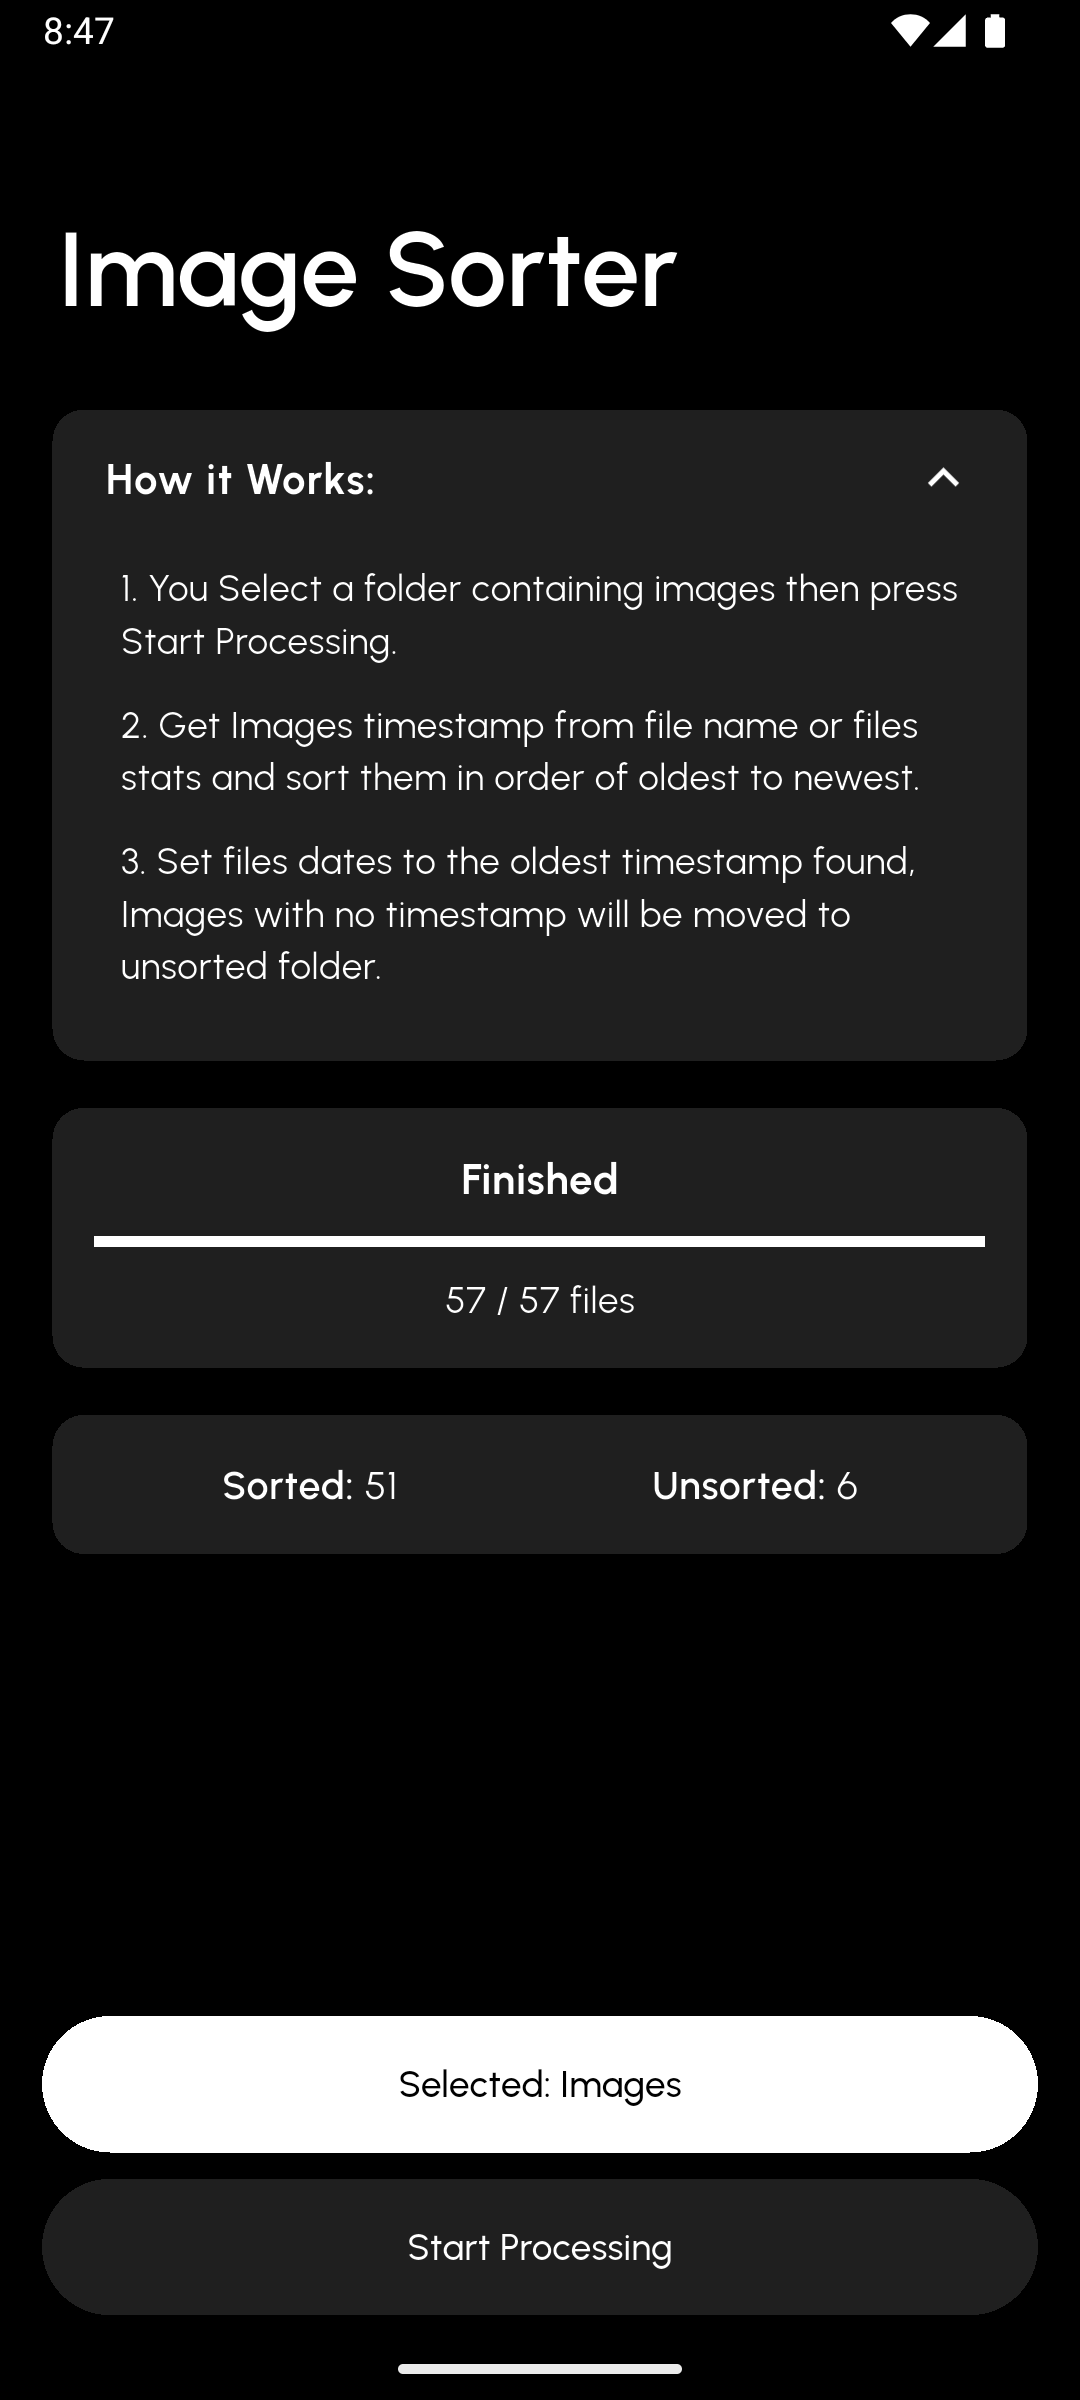 8:47
Image Sorter
How it Works:
1. You Select a folder containing images then press
Start Processing.
2. Get Images timestamp from file name or files
stats and sort them in order of oldest to newest.
3. Set files dates to the oldest timestamp found,
Images with no timestamp will be moved to
unsorted folder.
Finished
57 / 57 files
Sorted: 51 Unsorted: 6
Selected: Images
Start Processing